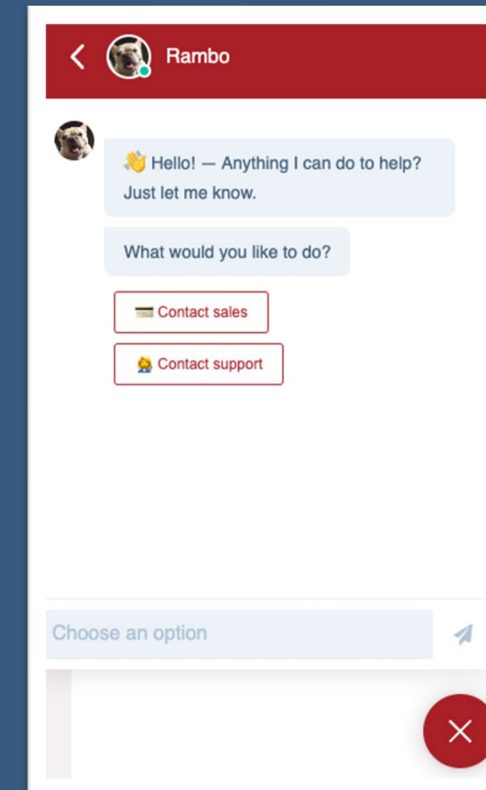 Rambo
👋 Hello! — Anything I can do to help?
Just let me know.
What would you like to do?
💳 Contact sales
🙋‍♀️ Contact support
Choose an option